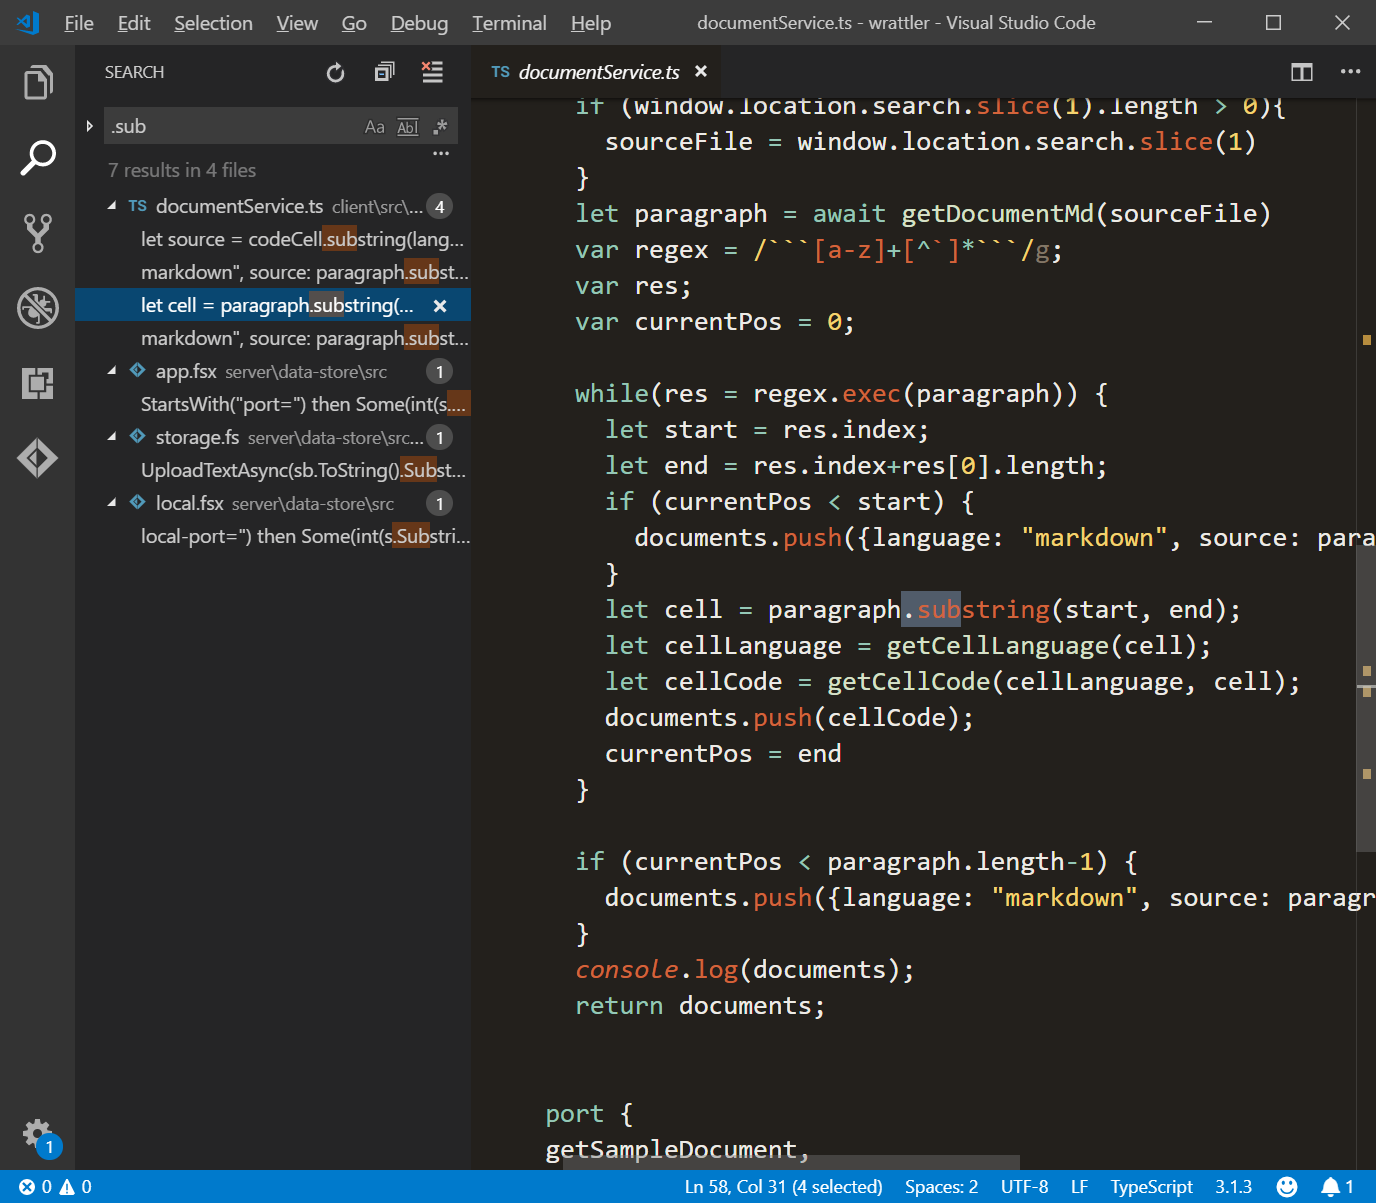 File Edit Selection View Go Debug Terminal Help documentService.ts - wrattler - Visual Studio Code
SEARCH
.sub Aa Abl .*
7 results in 4 files
TS documentService.ts client\src\... 4
let source = codeCell.substring(lang...
markdown", source: paragraph.subst...
let cell = paragraph.substring(...
markdown", source: paragraph.subst...
app.fsx server\data-store\src 1
StartsWith("port=") then Some(int(s....
storage.fs server\data-store\src... 1
UploadTextAsync(sb.ToString().Subst...
local.fsx server\data-store\src 1
local-port=") then Some(int(s.Substri...
1
TS documentService.ts
if (window.location.search.slice(1).length > 0){
sourceFile = window.location.search.slice(1)
}
let paragraph = await getDocumentMd(sourceFile)
var regex = /```[a-z]+[^`]*```/g;
var res;
var currentPos = 0;
while(res = regex.exec(paragraph)) {
let start = res.index;
let end = res.index+res[0].length;
if (currentPos < start) {
documents.push({language: "markdown", source: para
}
let cell = paragraph.substring(start, end);
let cellLanguage = getCellLanguage(cell);
let cellCode = getCellCode(cellLanguage, cell);
documents.push(cellCode);
currentPos = end
}
if (currentPos < paragraph.length-1) {
documents.push({language: "markdown", source: paragr
}
console.log(documents);
return documents;
port {
getSampleDocument,
0 0 Ln 58, Col 31 (4 selected) Spaces: 2 UTF-8 LF TypeScript 3.1.3 1